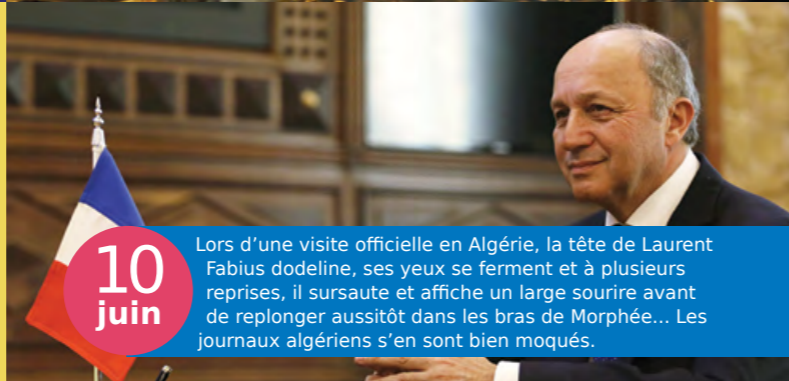 10
juin
Lors d’une visite officielle en Algérie, la tête de Laurent
Fabius dodeline, ses yeux se ferment et à plusieurs
reprises, il sursaute et affiche un large sourire avant
de replonger aussitôt dans les bras de Morphée... Les
journaux algériens s’en sont bien moqués.